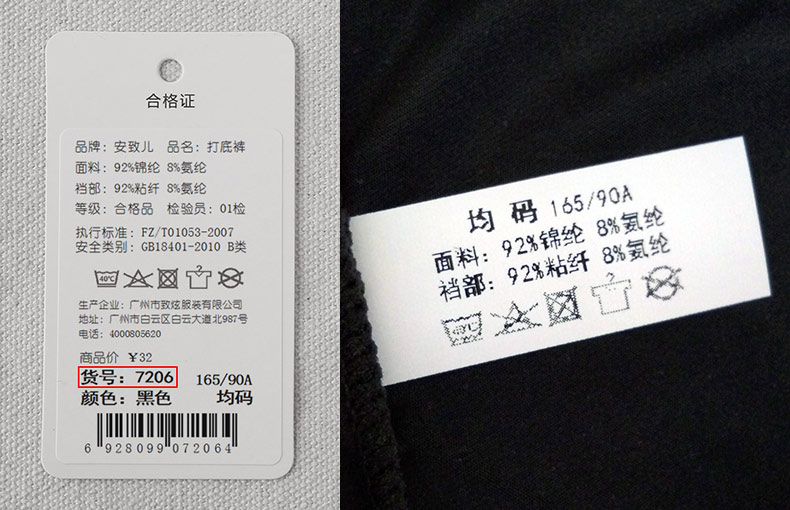 合格证
品牌：安致儿 品名：打底裤
面料：92%锦纶 8%氨纶
裆部：92%粘纤 8%氨纶
等级：合格品 检验员：01检
执行标准：FZ/T01053-2007
安全类别：GB18401-2010 B类
40℃
生产企业：广州市致炫服装有限公司
地址：广州市白云区白云大道北987号
电话：4000805620
商品价 ￥32
货号：7206 165/90A
颜色：黑色 均码
6 928099 072064
均码 165/90A
面料：92%锦纶 8%氨纶
裆部：92%粘纤 8%氨纶
40℃